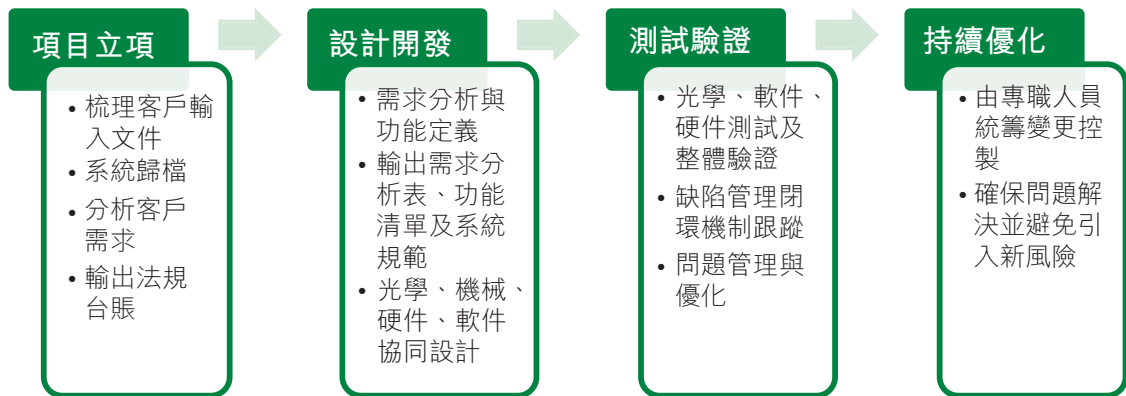 項目立項
• 梳理客戶輸
入文件
• 系統歸檔
• 分析客戶
需求
• 輸出法規
台賬
設計開發
• 需求分析與
功能定義
• 輸出需求分
析表、功能
清單及系統
規範
• 光學、機械、
硬件、軟件
協同設計
測試驗證
• 光學、軟件、
硬件測試及
整體驗證
• 缺陷管理閉
環機制跟蹤
• 問題管理與
優化
持續優化
• 由專職人員
統籌變更控
製
• 確保問題解
決並避免引
入新風險